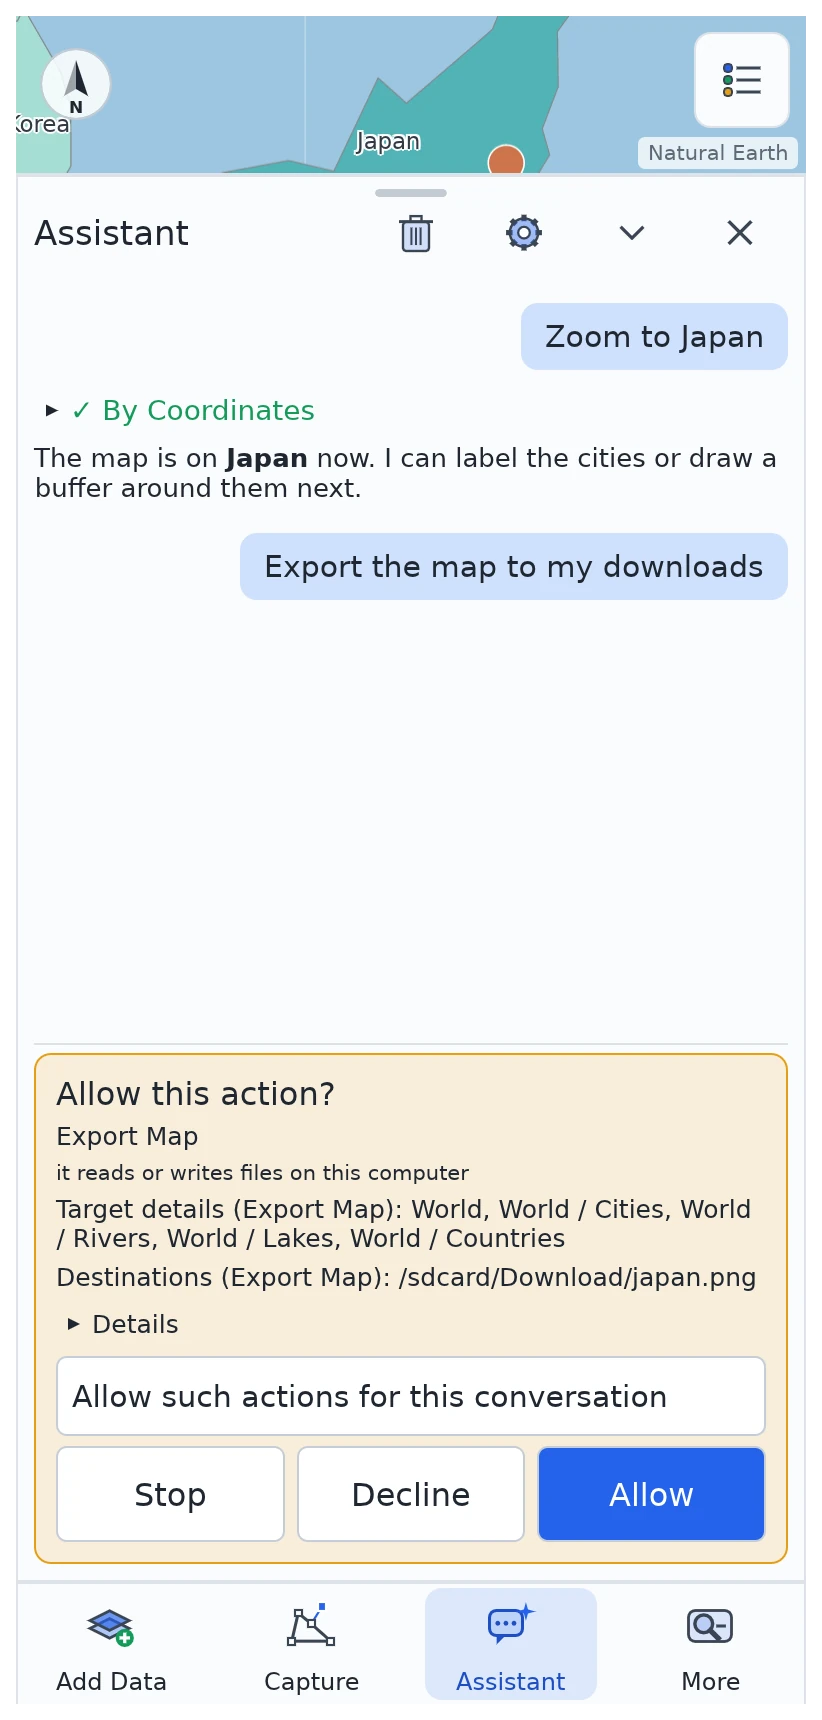 N
Korea
Japan
Natural Earth
Assistant
Zoom to Japan
✓ By Coordinates
The map is on Japan now. I can label the cities or draw a
buffer around them next.
Export the map to my downloads
Allow this action?
Export Map
it reads or writes files on this computer
Target details (Export Map): World, World / Cities, World
/ Rivers, World / Lakes, World / Countries
Destinations (Export Map): /sdcard/Download/japan.png
Details
Allow such actions for this conversation
Stop
Decline
Allow
Add Data
Capture
Assistant
More